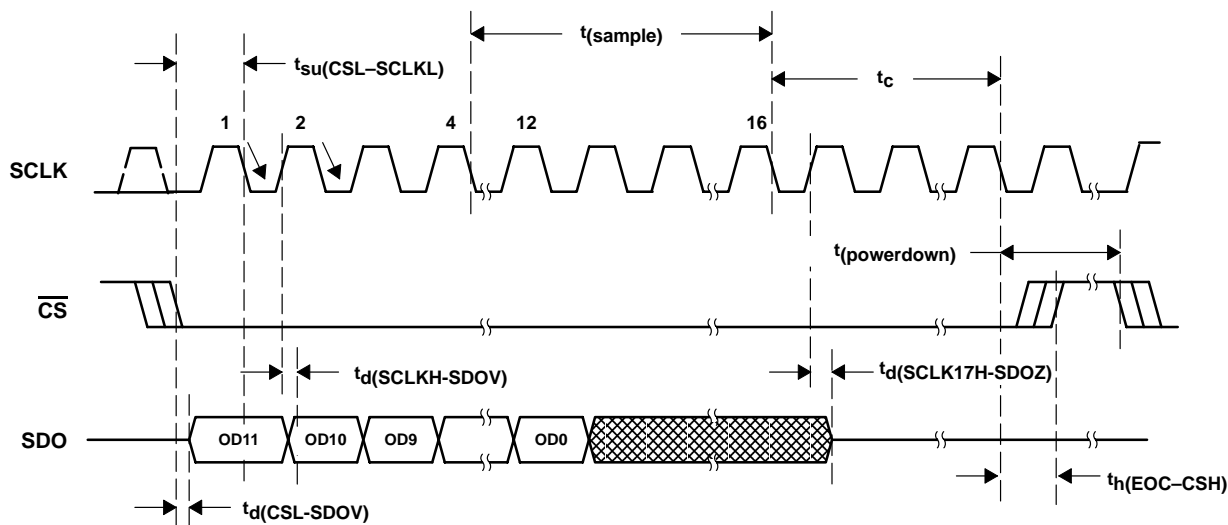 t(sample)
tsu(CSL–SCLKL)
tc
1 2 4 12 16
SCLK
t(powerdown)
CS
td(SCLKH-SDOV)
td(SCLK17H-SDOZ)
SDO OD11 OD10 OD9 OD0
th(EOC–CSH)
td(CSL-SDOV)